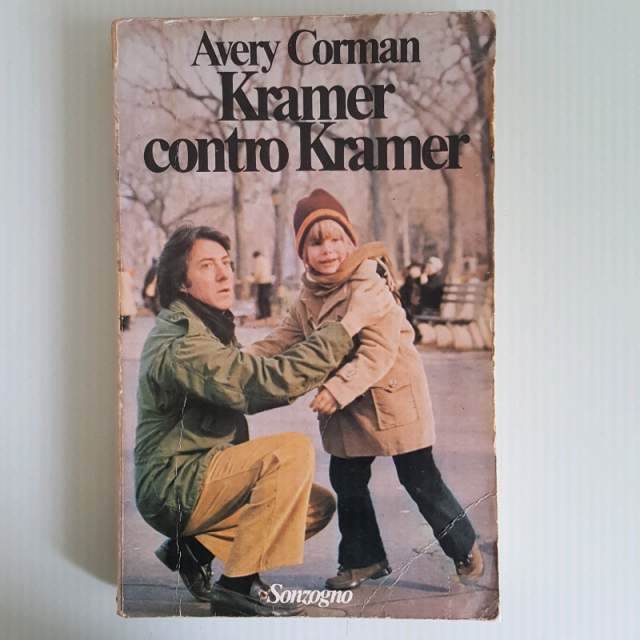 Avery Corman
Kramer
contro Kramer
Sonzogno